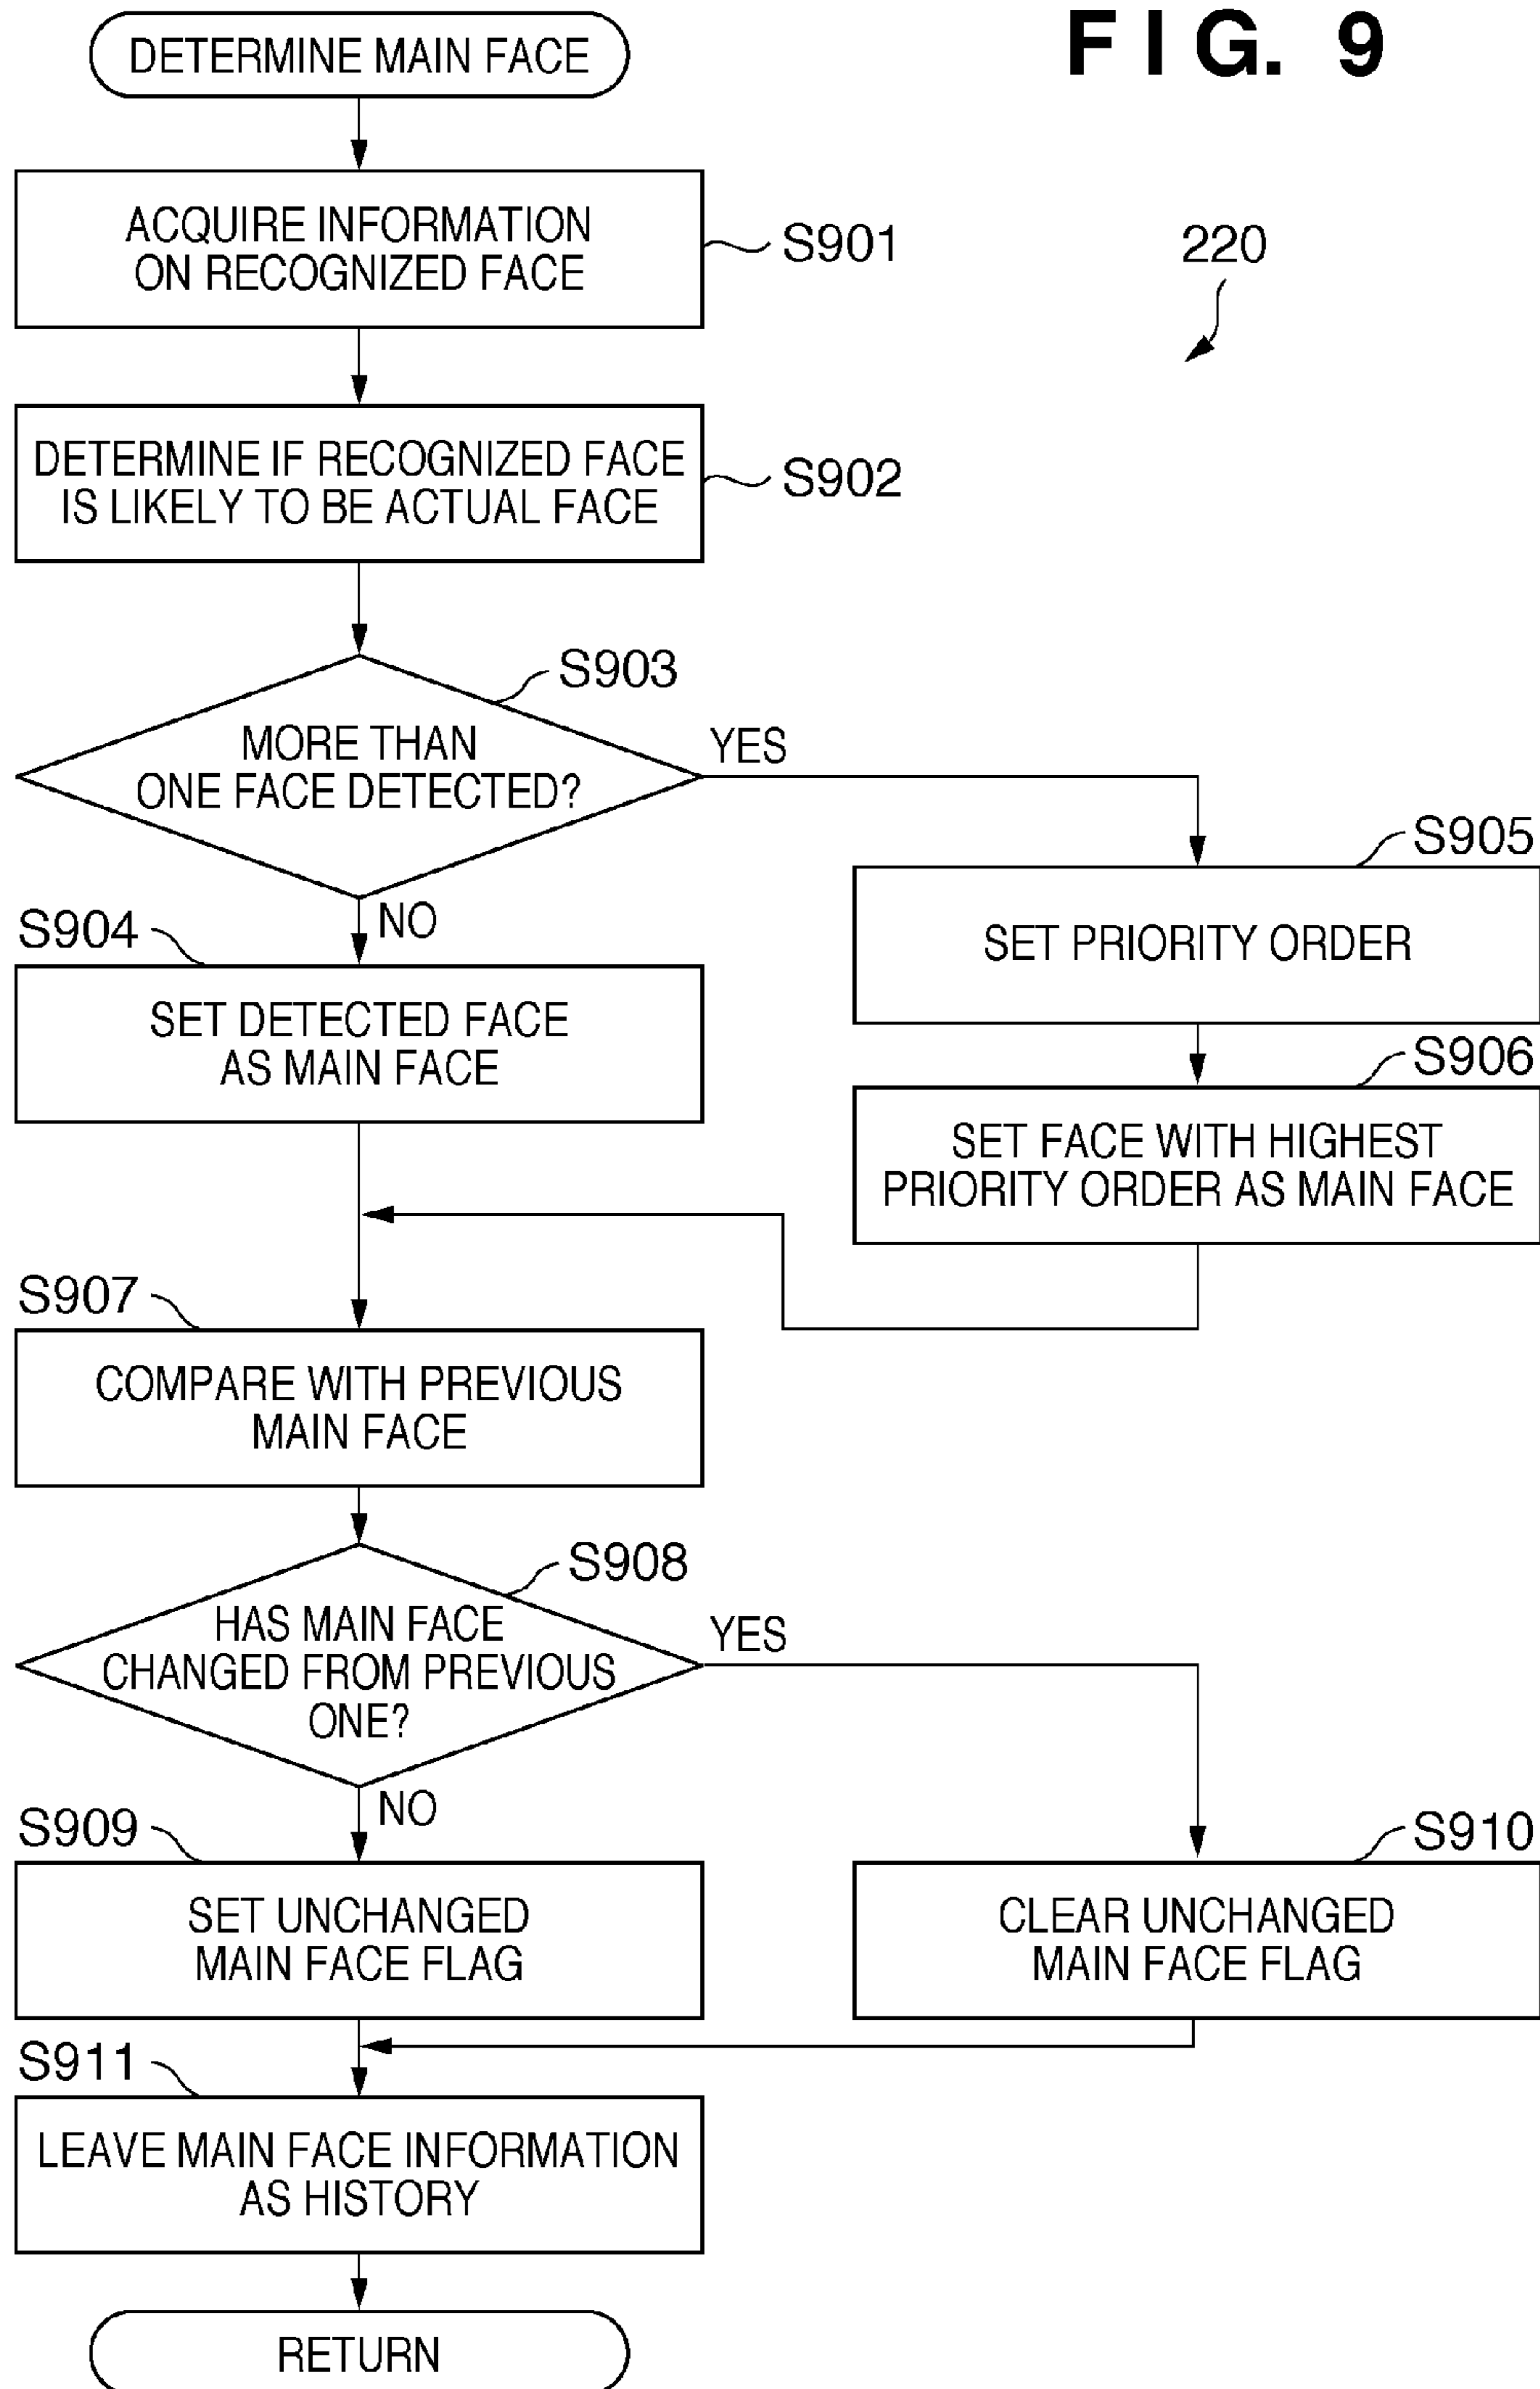 FIG. 9
DETERMINE MAIN FACE
ACQUIRE INFORMATION
ON RECOGNIZED FACE
S901
220
DETERMINE IF RECOGNIZED FACE
IS LIKELY TO BE ACTUAL FACE
S902
S903
MORE THAN
ONE FACE DETECTED?
YES
NO
S904
SET DETECTED FACE
AS MAIN FACE
S905
SET PRIORITY ORDER
S906
SET FACE WITH HIGHEST
PRIORITY ORDER AS MAIN FACE
S907
COMPARE WITH PREVIOUS
MAIN FACE
S908
HAS MAIN FACE
CHANGED FROM PREVIOUS
ONE?
YES
NO
S909
SET UNCHANGED
MAIN FACE FLAG
S910
CLEAR UNCHANGED
MAIN FACE FLAG
S911
LEAVE MAIN FACE INFORMATION
AS HISTORY
RETURN